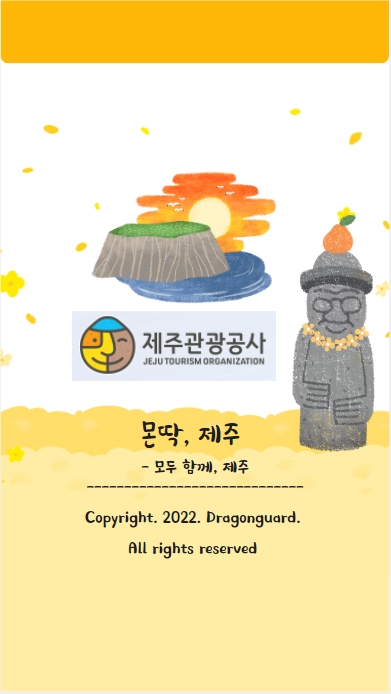 제주관광공사
JEJU TOURISM ORGANIZATION
몬딱, 제주
- 모두 함께, 제주
-----------------------------
Copyright. 2022. Dragonguard.
All rights reserved